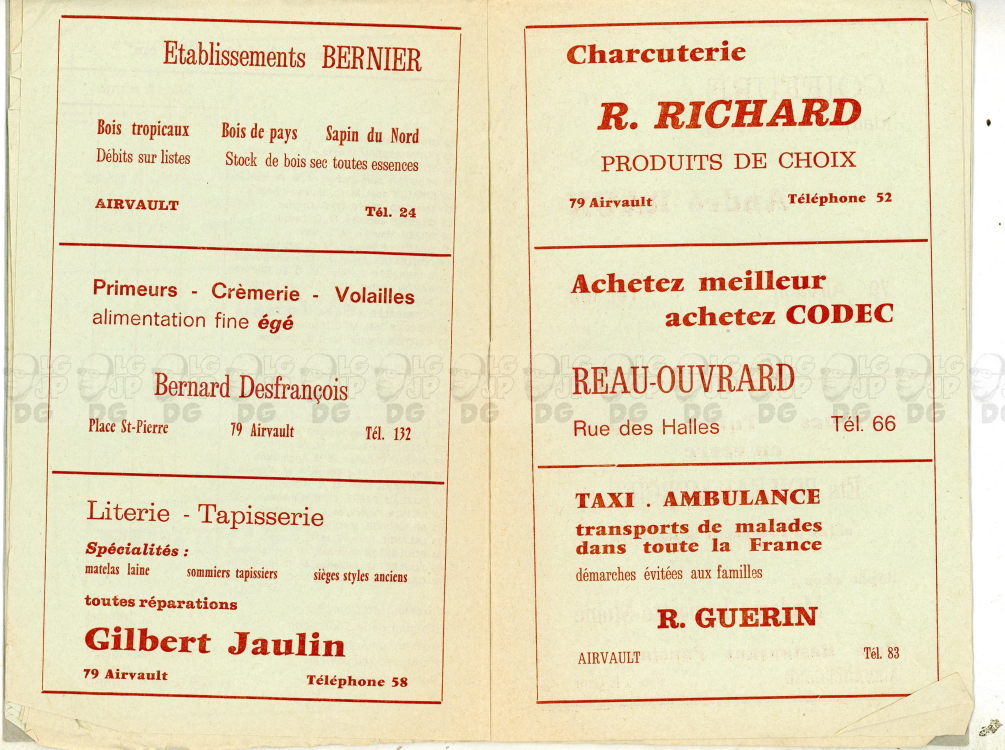 Etablissements BERNIER
Bois tropicaux Bois de pays Sapin du Nord
Débits sur listes Stock de bois sec toutes essences
AIRVAULT Tél. 24
Primeurs - Crèmerie - Volailles
alimentation fine égé
Bernard Desfrançois
Place St-Pierre 79 Airvault Tél. 132
Literie - Tapisserie
Spécialités :
matelas laine sommiers tapissiers sièges styles anciens
toutes réparations
Gilbert Jaulin
79 Airvault Téléphone 58
Charcuterie
R. RICHARD
PRODUITS DE CHOIX
79 Airvault Téléphone 52
Achetez meilleur
achetez CODEC
REAU-OUVRARD
Rue des Halles Tél. 66
TAXI . AMBULANCE
transports de malades
dans toute la France
démarches évitées aux familles
R. GUERIN
AIRVAULT Tél. 83
LG JP DG